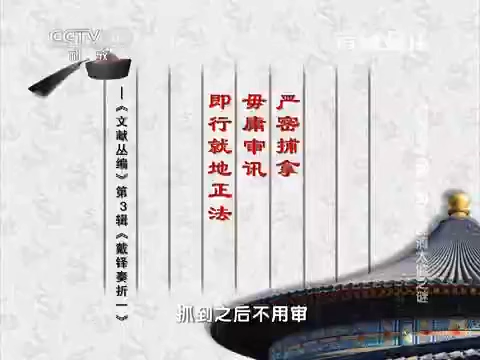 CCTV
严密捕拿
毋庸审讯
即行就地正法
—《文献丛编》第3辑《戴铎奏折一》
抓到之后不用审